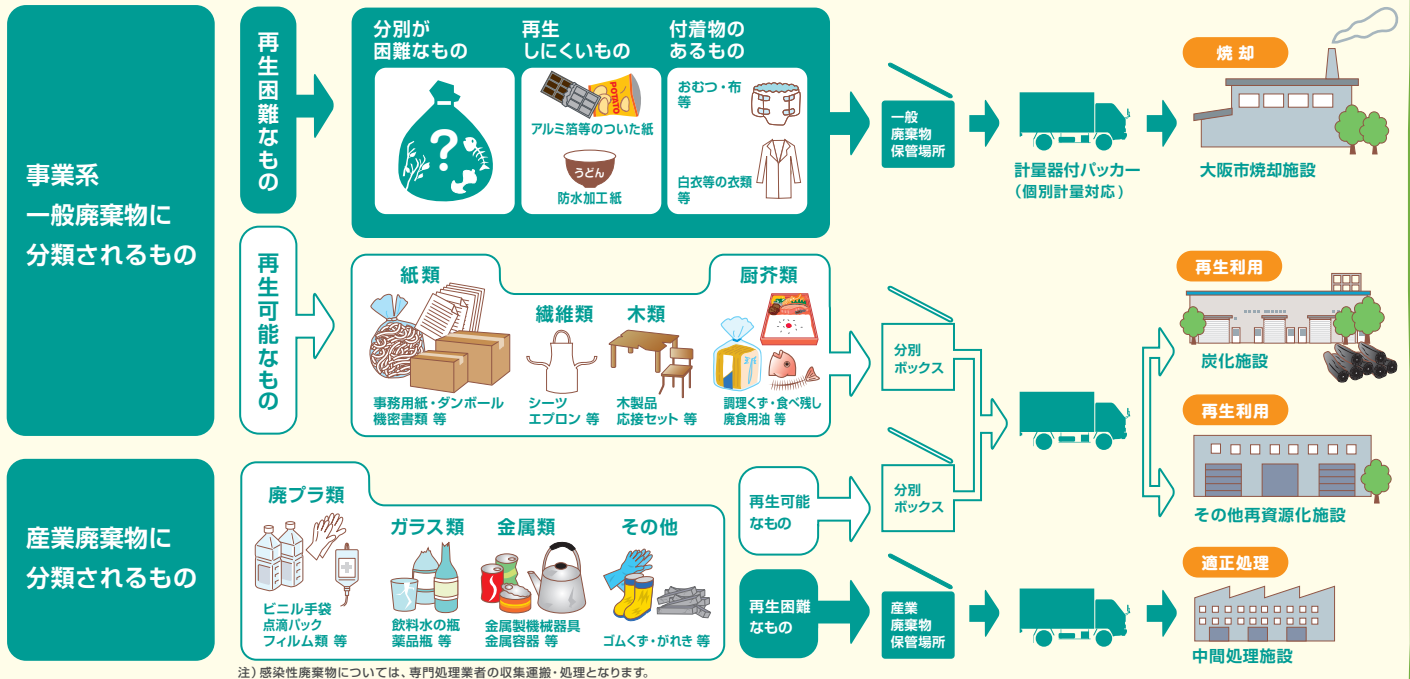 事業系
一般廃棄物に
分類されるもの
再生困難なもの
分別が
困難なもの
?
再生
しにくいもの
POTATO
アルミ箔等のついた紙
うどん
防水加工紙
付着物の
あるもの
おむつ・布
等
白衣等の衣類
等
一般
廃棄物
保管場所
計量器付パッカー
(個別計量対応)
焼却
大阪市焼却施設
再生可能なもの
紙類
事務用紙・ダンボール
機密書類 等
繊維類
シーツ
エプロン 等
木類
木製品
応接セット 等
厨芥類
調理くず・食べ残し
廃食用油 等
分別
ボックス
再生利用
炭化施設
再生利用
その他再資源化施設
産業廃棄物に
分類されるもの
廃プラ類
ビニル手袋
点滴パック
フィルム類 等
ガラス類
飲料水の瓶
薬品瓶 等
金属類
金属製機械器具
金属容器 等
その他
ゴムくず・がれき 等
再生可能
なもの
分別
ボックス
再生困難
なもの
産業
廃棄物
保管場所
適正処理
中間処理施設
注)感染性廃棄物については、専門処理業者の収集運搬・処理となります。